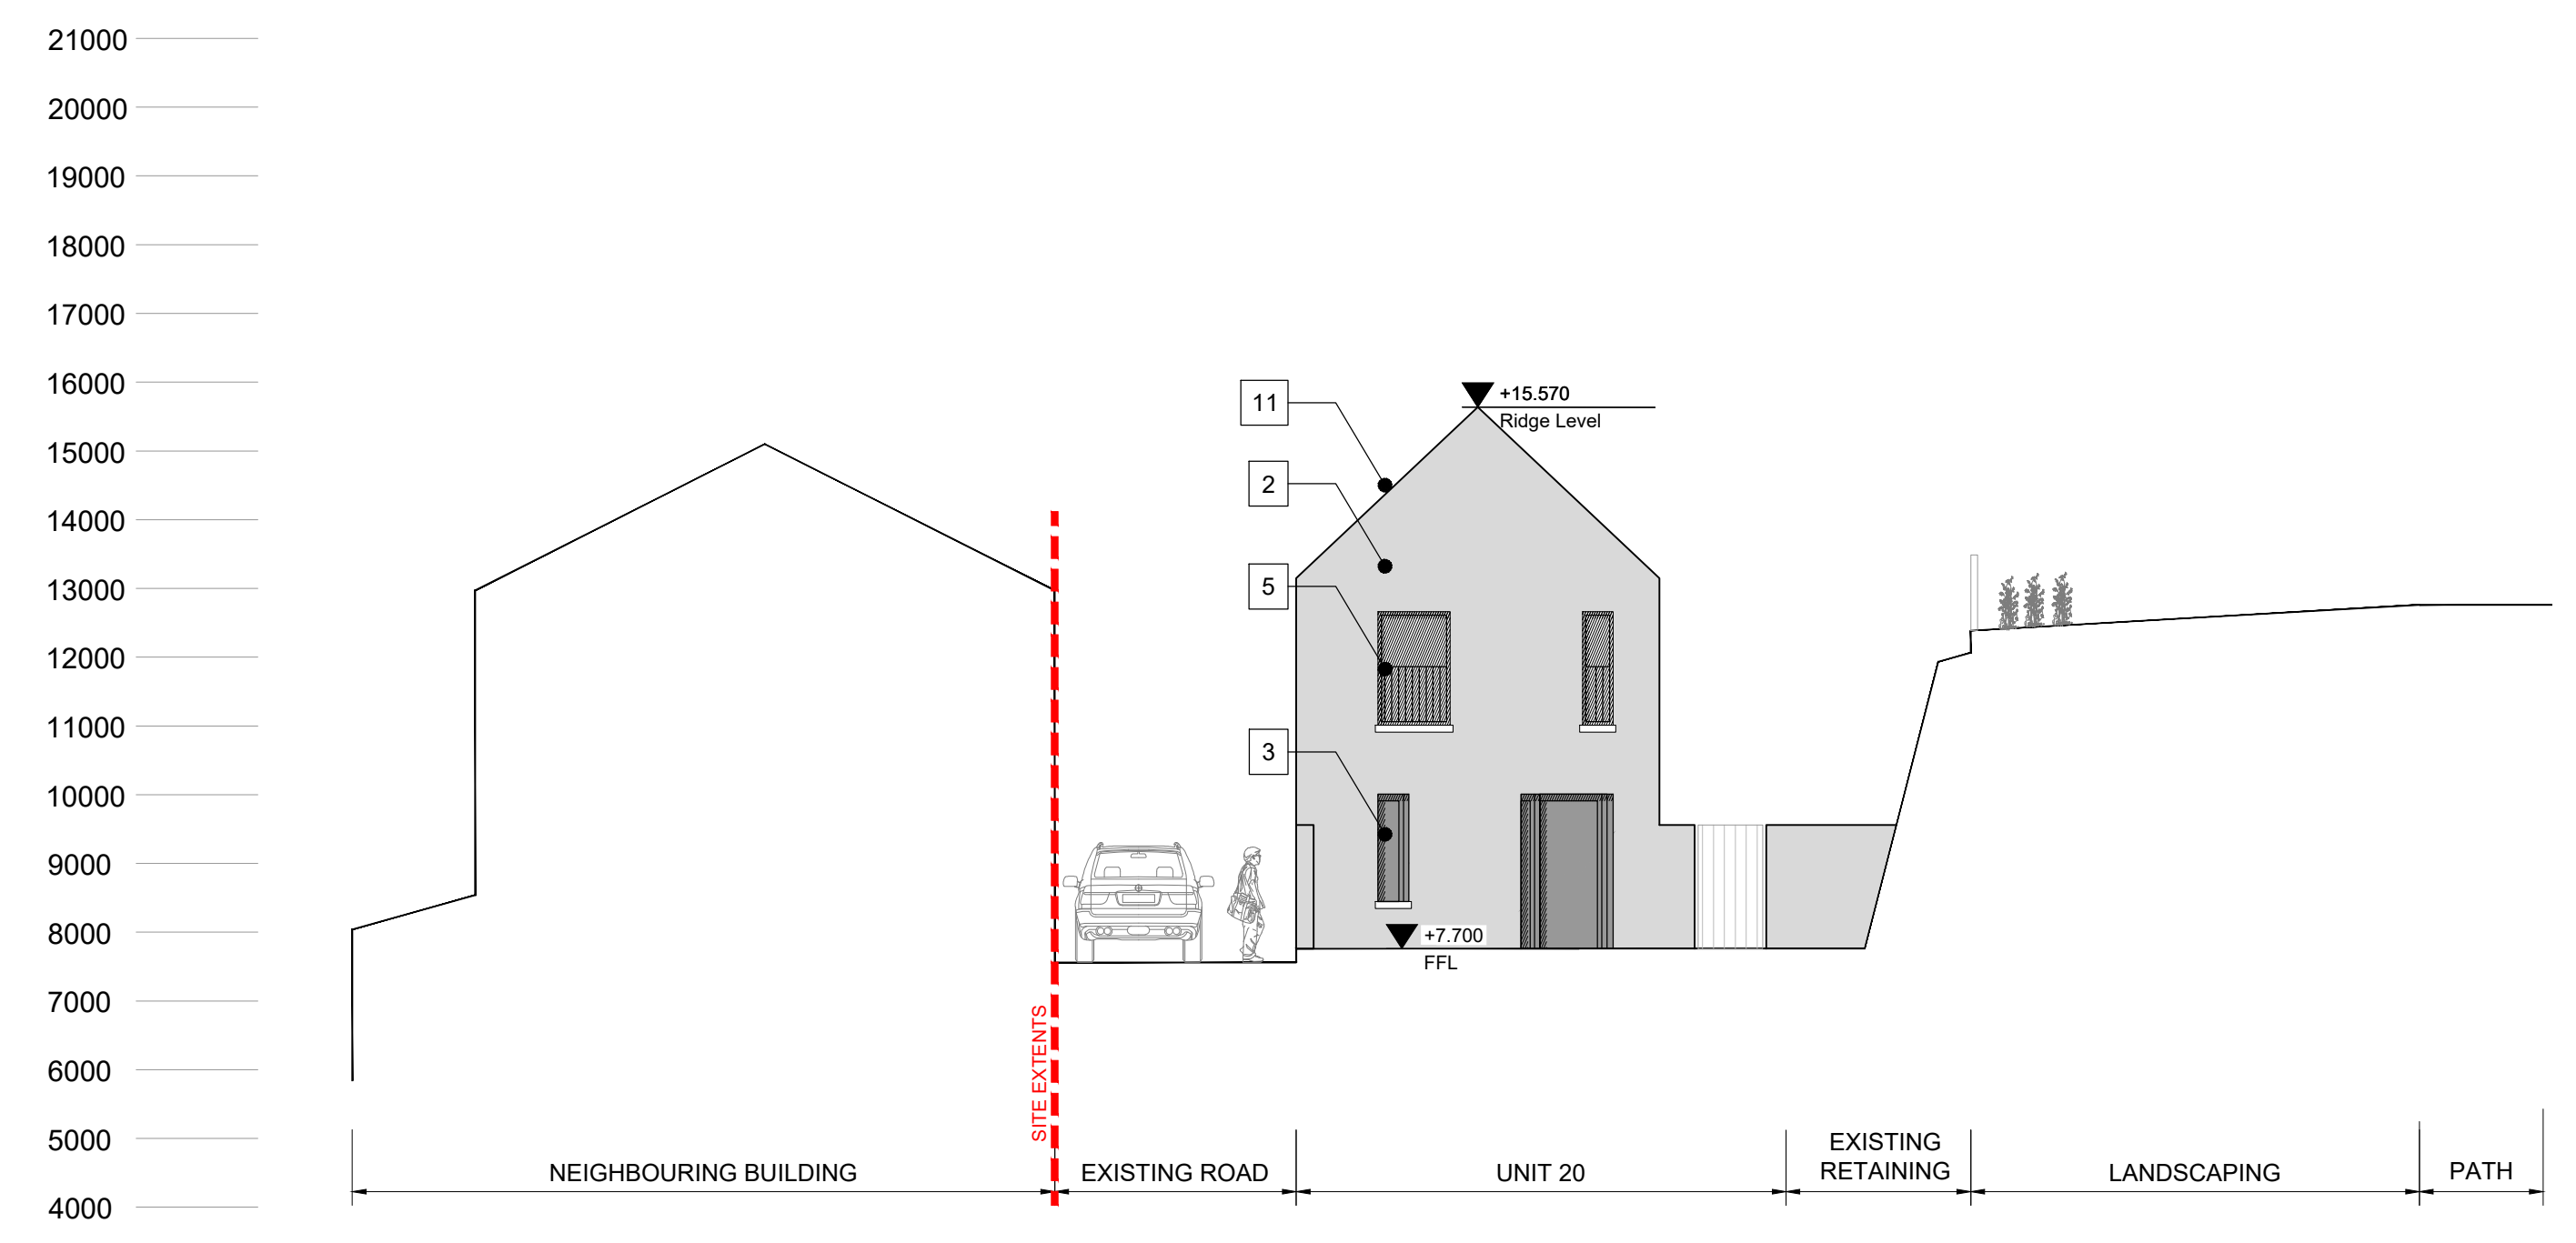 21000
20000
19000
18000
17000
16000
15000
14000
13000
12000
11000
10000
9000
8000
7000
6000
5000
4000
11
2
5
3
+15.570
Ridge Level
+7.700
FFL
SITE EXTENTS
NEIGHBOURING BUILDING
EXISTING ROAD
UNIT 20
EXISTING
RETAINING
LANDSCAPING
PATH